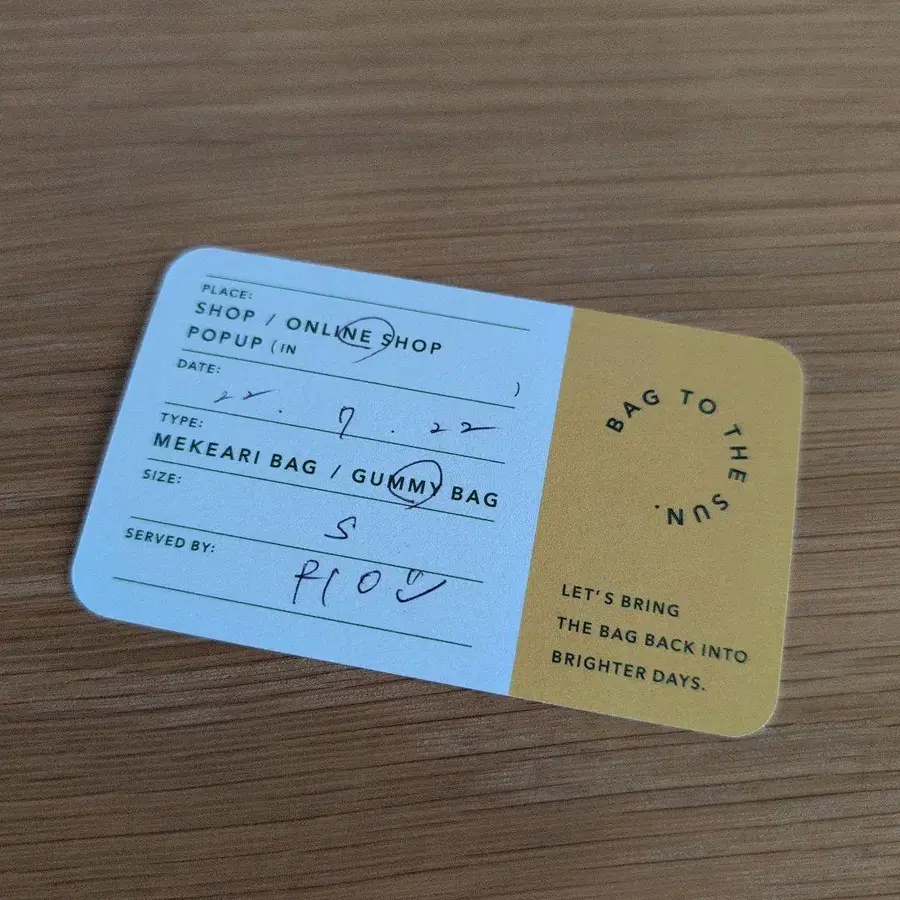 PLACE:
SHOP / ONLINE SHOP
POPUP (IN )
DATE:
22. 7. 22
TYPE:
MEKEARI BAG / GUMMY BAG
SIZE:
S
SERVED BY:
BAG TO THE SUN.
LET'S BRING
THE BAG BACK INTO
BRIGHTER DAYS.